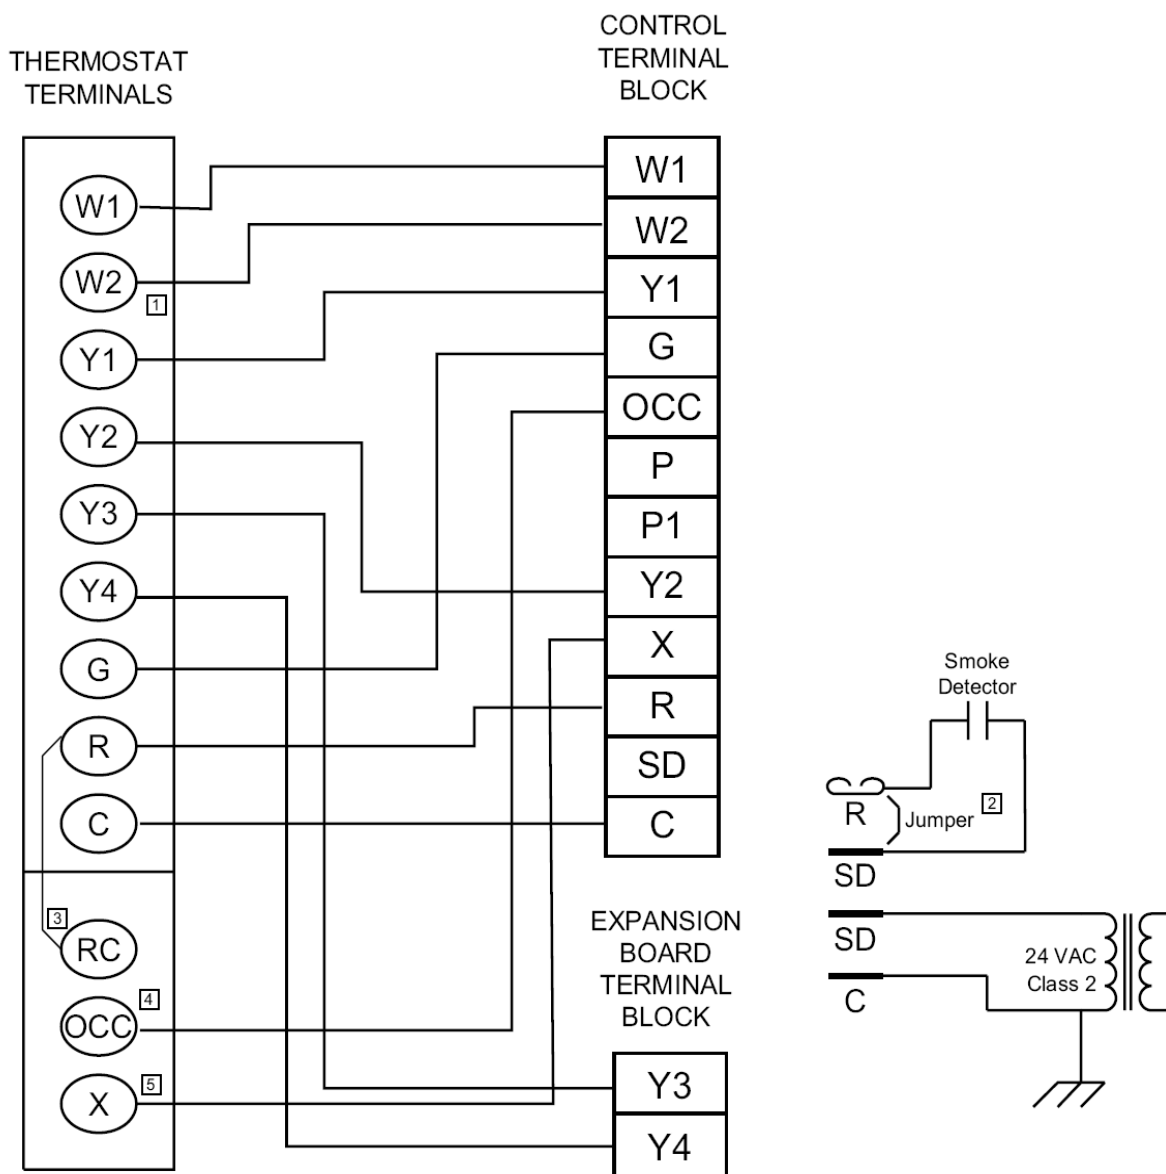 THERMOSTAT
TERMINALS
W1
W2
1
Y1
Y2
Y3
Y4
G
R
C
3
RC
4
OCC
5
X
CONTROL
TERMINAL
BLOCK
W1
W2
Y1
G
OCC
P
P1
Y2
X
R
SD
C
EXPANSION
BOARD
TERMINAL
BLOCK
Y3
Y4
Smoke
Detector
R
Jumper 2
SD
SD
24 VAC
Class 2
C